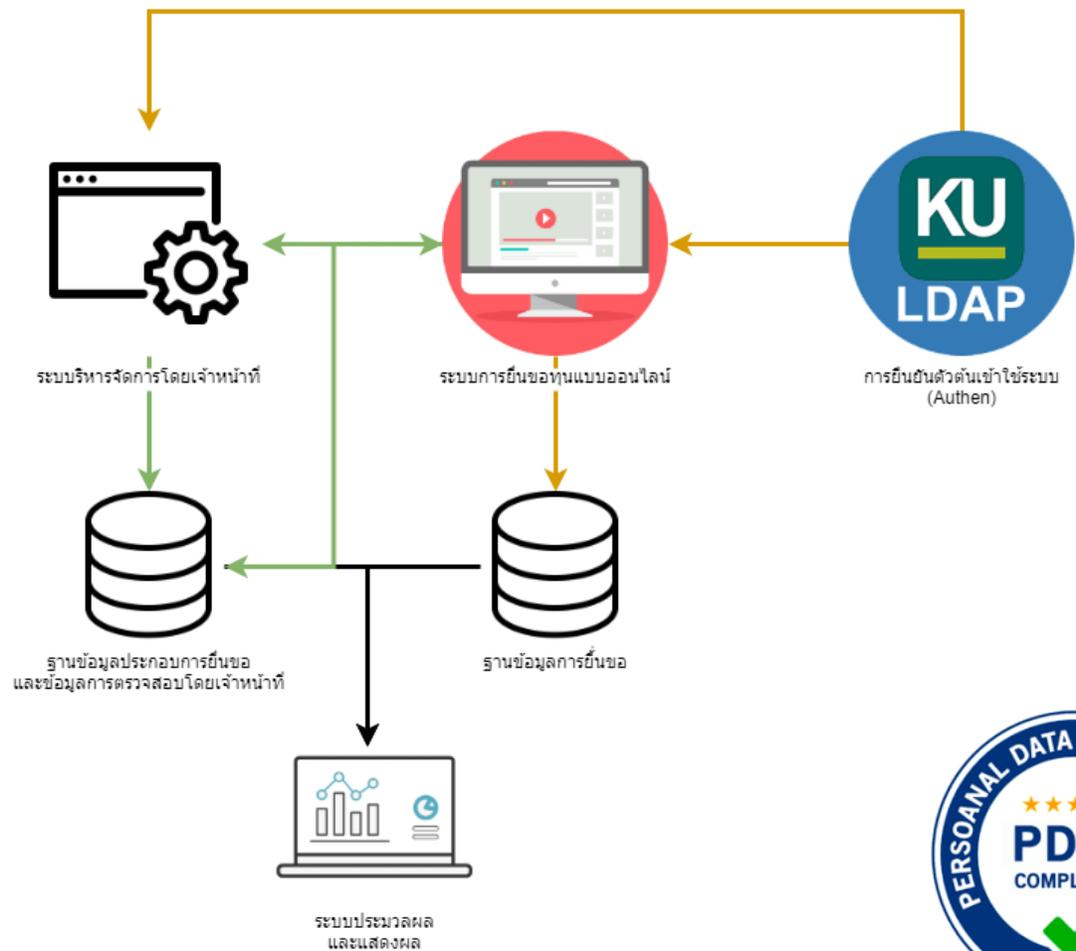 KU
LDAP
ระบบบริหารจัดการโดยเจ้าหน้าที่
ระบบการยื่นขอทุนแบบออนไลน์
การยืนยันตัวตนเข้าใช้ระบบ
(Authen)
ฐานข้อมูลประกอบการยื่นขอ
และข้อมูลการตรวจสอบโดยเจ้าหน้าที่
ฐานข้อมูลการยื่นขอ
ระบบประมวลผล
และแสดงผล
PERSOANAL DATA
PD
COMPL